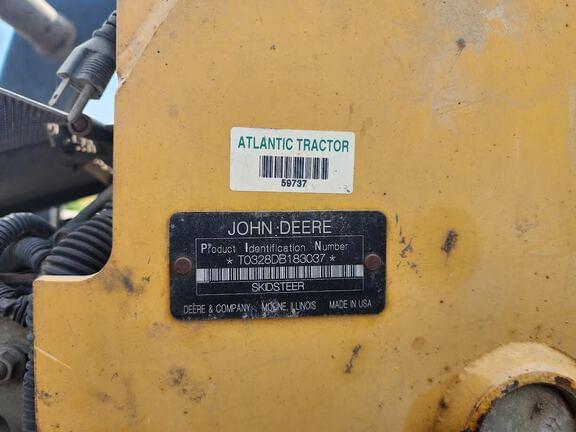 ATLANTIC TRACTOR
59737
JOHN DEERE
Product Identification Number
* T0328DB183037 *
SKIDSTEER
DEERE & COMPANY MOLINE, ILLINOIS MADE IN USA